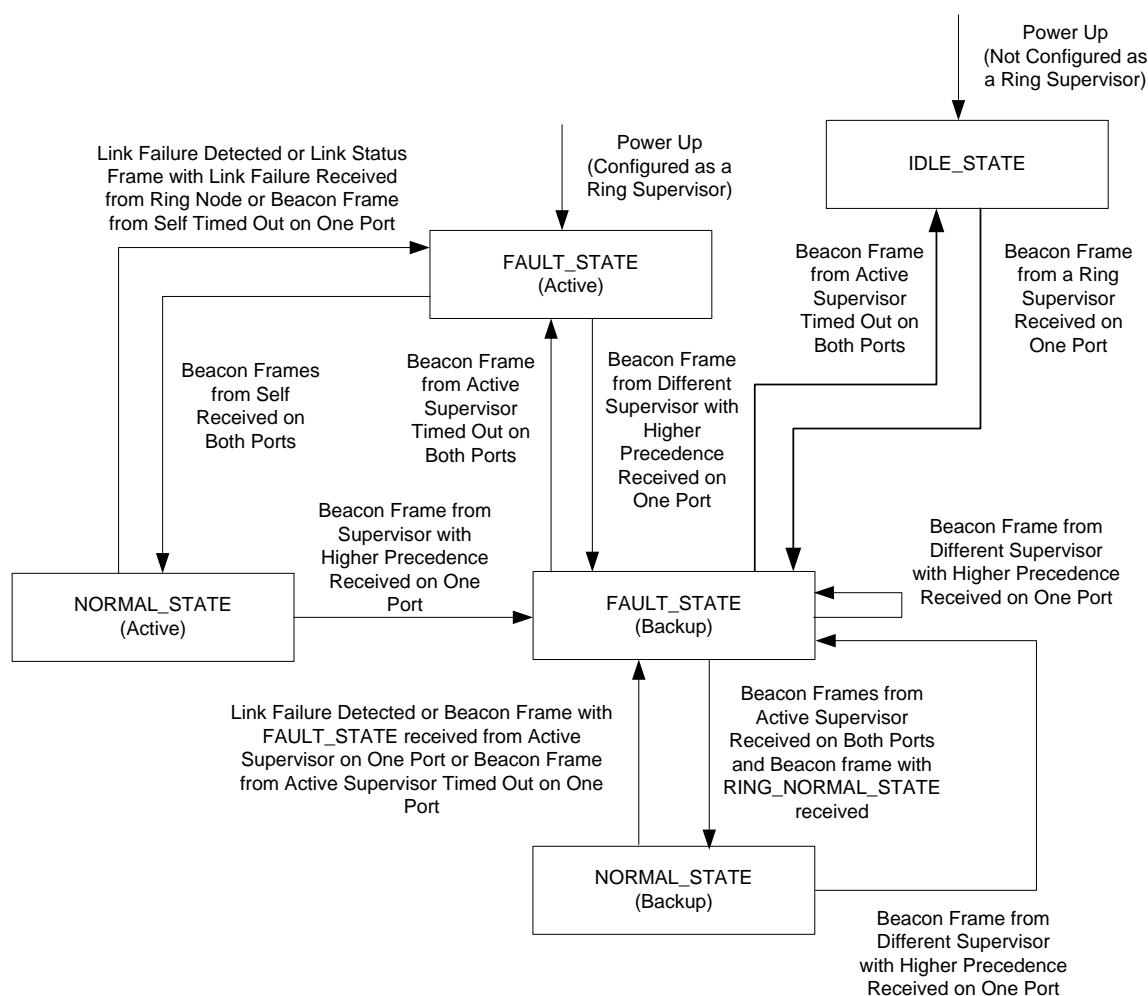 Power Up
(Not Configured as
a Ring Supervisor)
IDLE_STATE
Power Up
(Configured as a
Ring Supervisor)
Link Failure Detected or Link Status
Frame with Link Failure Received
from Ring Node or Beacon Frame
from Self Timed Out on One Port
FAULT_STATE
(Active)
Beacon Frame
from Active
Supervisor
Timed Out on
Both Ports
Beacon Frame
from a Ring
Supervisor
Received on
One Port
Beacon Frames
from Self
Received on
Both Ports
Beacon Frame
from Active
Supervisor
Timed Out on
Both Ports
Beacon Frame
from Different
Supervisor with
Higher
Precedence
Received on
One Port
Beacon Frame from
Supervisor with
Higher Precedence
Received on One
Port
Beacon Frame from
Different Supervisor
with Higher Precedence
Received on One Port
NORMAL_STATE
(Active)
FAULT_STATE
(Backup)
Link Failure Detected or Beacon Frame with
FAULT_STATE received from Active
Supervisor on One Port or Beacon Frame
from Active Supervisor Timed Out on One
Port
Beacon Frames from
Active Supervisor
Received on Both Ports
and Beacon frame with
RING_NORMAL_STATE
received
NORMAL_STATE
(Backup)
Beacon Frame from
Different Supervisor
with Higher Precedence
Received on One Port